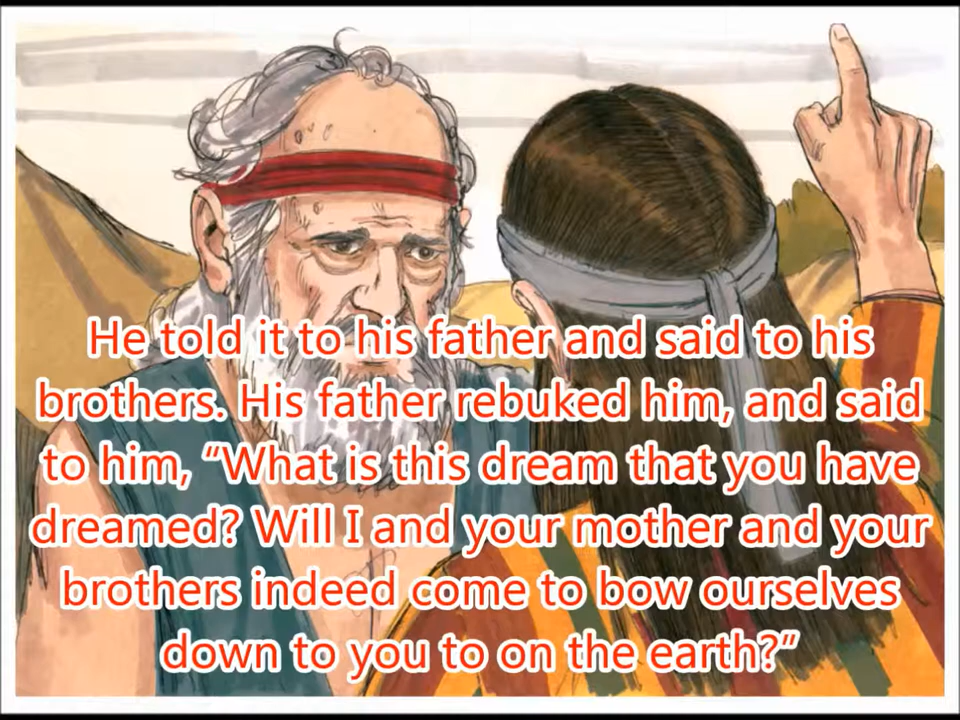 He told it to his father and said to his
brothers. His father rebuked him, and said
to him, “What is this dream that you have
dreamed? Will I and your mother and your
brothers indeed come to bow ourselves
down to you to on the earth?”